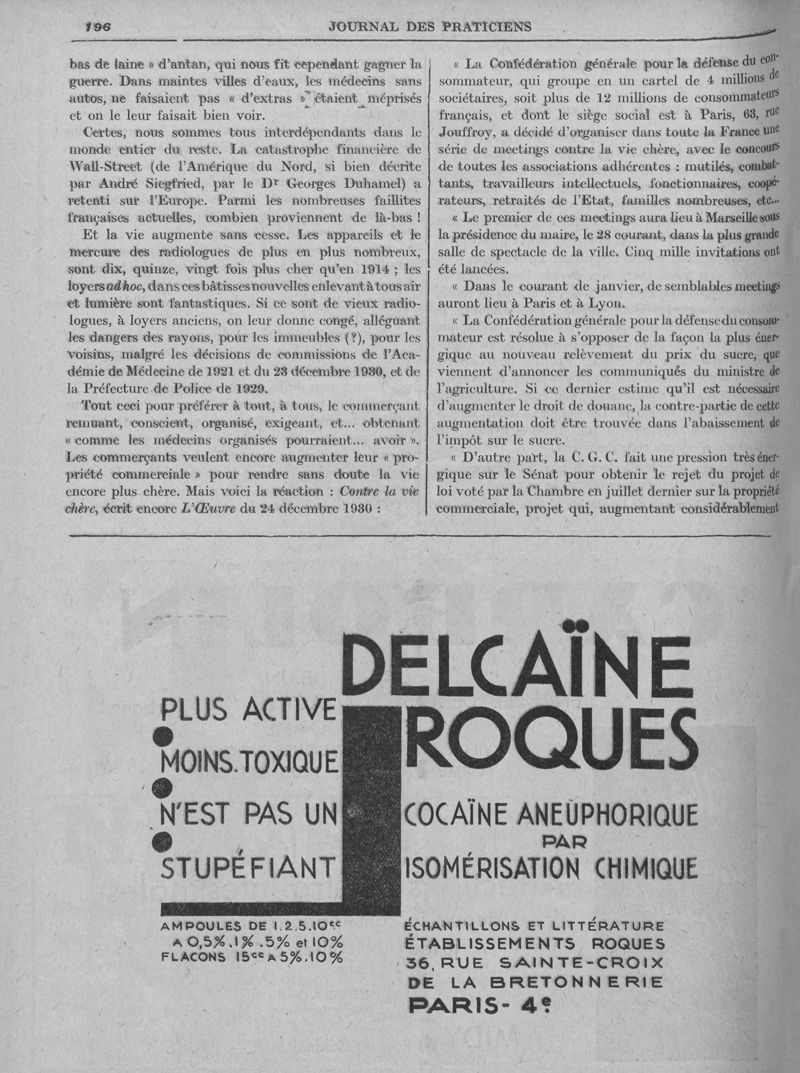 196
JOURNAL DES PRATICIENS
bas de laine » d'antan, qui nous fit cependant gagner la
guerre. Dans maintes villes d'eaux, les médecins sans
autos, ne faisaient pas « d'extras » étaient méprisés
et on le leur faisait bien voir.
Certes, nous sommes tous interdépendants dans le
monde entier du reste. La catastrophe financière de
Wall-Street (de l'Amérique du Nord, si bien décrite
par André Siegfried, par le Dr Georges Duhamel) a
retenti sur l'Europe. Parmi les nombreuses faillites
françaises actuelles, combien proviennent de là-bas !
Et la vie augmente sans cesse. Les appareils et le
mercure des radiologues de plus en plus nombreux,
sont dix, quinze, vingt fois plus cher qu'en 1914 ; les
loyers ad hoc, dans ces bâtisses nouvelles enlevant à tous air
et lumière sont fantastiques. Si ce sont de vieux radio-
logues, à loyers anciens, on leur donne congé, alléguant
les dangers des rayons, pour les immeubles (?), pour les
voisins, malgré les décisions de commissions de l'Aca-
démie de Médecine de 1921 et du 23 décembre 1930, et de
la Préfecture de Police de 1929.
Tout ceci pour préférer à tout, à tous, le commerçant
remuant, conscient, organisé, exigeant, et... obtenant
« comme les médecins organisés pourraient... avoir ».
Les commerçants veulent encore augmenter leur « pro-
priété commerciale » pour rendre sans doute la vie
encore plus chère. Mais voici la réaction : Contre la vie
chère, écrit encore L'Œuvre du 24 décembre 1930 :
« La Confédération générale pour la défense du con-
sommateur, qui groupe en un cartel de 4 millions de
sociétaires, soit plus de 12 millions de consommateurs
français, et dont le siège social est à Paris, 63, rue
Jouffroy, a décidé d'organiser dans toute la France une
série de meetings contre la vie chère, avec le concours
de toutes les associations adhérentes : mutilés, combat-
tants, travailleurs intellectuels, fonctionnaires, coopé-
rateurs, retraités de l'Etat, familles nombreuses, etc...
« Le premier de ces meetings aura lieu à Marseille sous
la présidence du maire, le 28 courant, dans la plus grande
salle de spectacle de la ville. Cinq mille invitations ont
été lancées.
« Dans le courant de janvier, de semblables meetings
auront lieu à Paris et à Lyon.
« La Confédération générale pour la défense du consom-
mateur est résolue à s'opposer de la façon la plus éner-
gique au nouveau relèvement du prix du sucre, que
viennent d'annoncer les communiqués du ministre de
l'agriculture. Si ce dernier estime qu'il est nécessaire
d'augmenter le droit de douane, la contre-partie de cette
augmentation doit être trouvée dans l'abaissement de
l'impôt sur le sucre.
« D'autre part, la C. G. C. fait une pression très éner-
gique sur le Sénat pour obtenir le rejet du projet de
loi voté par la Chambre en juillet dernier sur la propriété
commerciale, projet qui, augmentant considérablement
DELCAÏNE
ROQUES
PLUS ACTIVE
MOINS.TOXIQUE
N'EST PAS UN
STUPÉFIANT
COCAÏNE ANEUPHORIQUE
PAR
ISOMÉRISATION CHIMIQUE
AMPOULES DE 1.2.5.10cc
A 0,5%.1%.5% et 10%
FLACONS 15cc A 5%.10%
ÉCHANTILLONS ET LITTÉRATURE
ÉTABLISSEMENTS ROQUES
36, RUE SAINTE-CROIX
DE LA BRETONNERIE
PARIS-4e